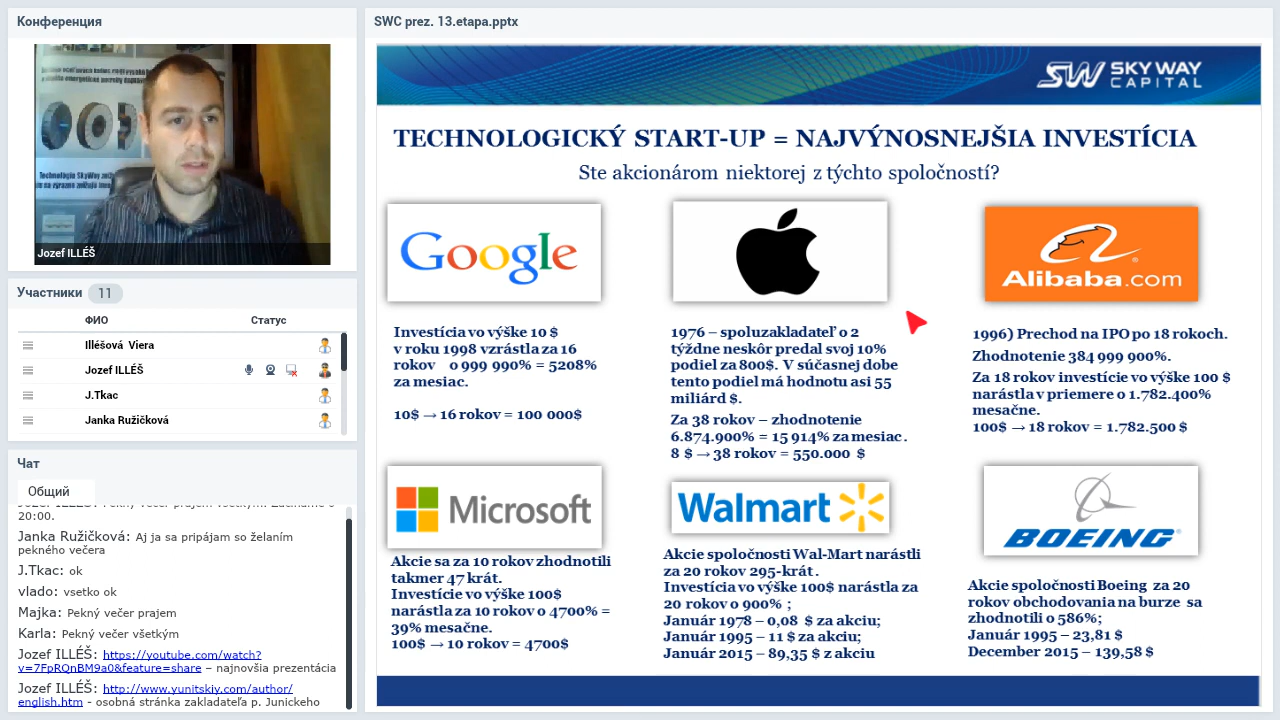 Конференция
Jozef ILLÉŠ
Участники 11
ФИО Статус
Illéšová Viera
Jozef ILLÉŠ
J.Tkac
Janka Ružičková
Чат
Общий
20:00.
Janka Ružičková: Aj ja sa pripájam so želaním
pekného večera
J.Tkac: ok
vlado: vsetko ok
Majka: Pekný večer prajem
Karla: Pekný večer všetkým
Jozef ILLÉŠ: https://youtube.com/watch?
v=7FpRQnBM9a0&feature=share – najnovšia prezentácia
Jozef ILLÉŠ: http://www.yunitskiy.com/author/
english.htm - osobná stránka zakladateľa p. Junickeho
SWC prez. 13.etapa.pptx
SW SKY WAY
CAPITAL
TECHNOLOGICKÝ START-UP = NAJVÝNOSNEJŠIA INVESTÍCIA
Ste akcionárom niektorej z týchto spoločností?
Google
Investícia vo výške 10 $
v roku 1998 vzrástla za 16
rokov o 999 990% = 5208%
za mesiac.
10$ → 16 rokov = 100 000$
1976 – spoluzakladateľ o 2
týždne neskôr predal svoj 10%
podiel za 800$. V súčasnej dobe
tento podiel má hodnotu asi 55
miliárd $.
Za 38 rokov – zhodnotenie
6.874.900% = 15 914% za mesiac.
8 $ → 38 rokov = 550.000 $
Alibaba.com
1996) Prechod na IPO po 18 rokoch.
Zhodnotenie 384 999 900%.
Za 18 rokov investície vo výške 100 $
narástla v priemere o 1.782.400%
mesačne.
100$ → 18 rokov = 1.782.500 $
Microsoft
Akcie sa za 10 rokov zhodnotili
takmer 47 krát.
Investície vo výške 100$
narástla za 10 rokov o 4700% =
39% mesačne.
100$ → 10 rokov = 4700$
Walmart
Akcie spoločnosti Wal-Mart narástli
za 20 rokov 295-krát.
Investícia vo výške 100$ narástla za
20 rokov o 900% ;
Január 1978 – 0,08 $ za akciu;
Január 1995 – 11 $ za akciu;
Január 2015 – 89,35 $ z akciu
BOEING
Akcie spoločnosti Boeing za 20
rokov obchodovania na burze sa
zhodnotili o 586%;
Január 1995 – 23,81 $
December 2015 – 139,58 $